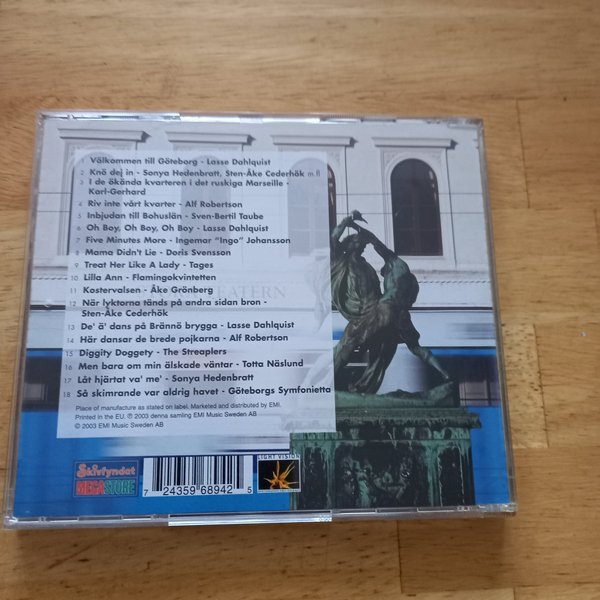 1 Välkommen till Göteborg - Lasse Dahlquist
2 Knô dej in - Sonya Hedenbratt, Sten-Åke Cederhök m.fl
3 I de ökända kvarteren i det ruskiga Marseille -
Karl-Gerhard
4 Riv inte vårt kvarter - Alf Robertson
5 Inbjudan till Bohuslän - Sven-Bertil Taube
6 Oh Boy, Oh Boy, Oh Boy - Lasse Dahlquist
7 Five Minutes More - Ingemar "Ingo" Johansson
8 Mama Didn't Lie - Doris Svensson
9 Treat Her Like A Lady - Tages
10 Lilla Ann - Flamingokvintetten
11 Kostervalsen - Åke Grönberg
12 När lyktorna tänds på andra sidan bron -
Sten-Åke Cederhök
13 De' ä' dans på Brännö brygga - Lasse Dahlquist
14 Här dansar de brede pojkarna - Alf Robertson
15 Diggity Doggety - The Streaplers
16 Men bara om min älskade väntar - Totta Näslund
17 Låt hjärtat va' me' - Sonya Hedenbratt
18 Så skimrande var aldrig havet - Göteborgs Symfonietta
Place of manufacture as stated on label. Marketed and distributed by EMI.
Printed in the EU. ℗ 2003 denna samling EMI Music Sweden AB
© 2003 EMI Music Sweden AB
EATERN
Skivfyndat
MEGASTORE
7 24359 68942 5
LIGHT VISION